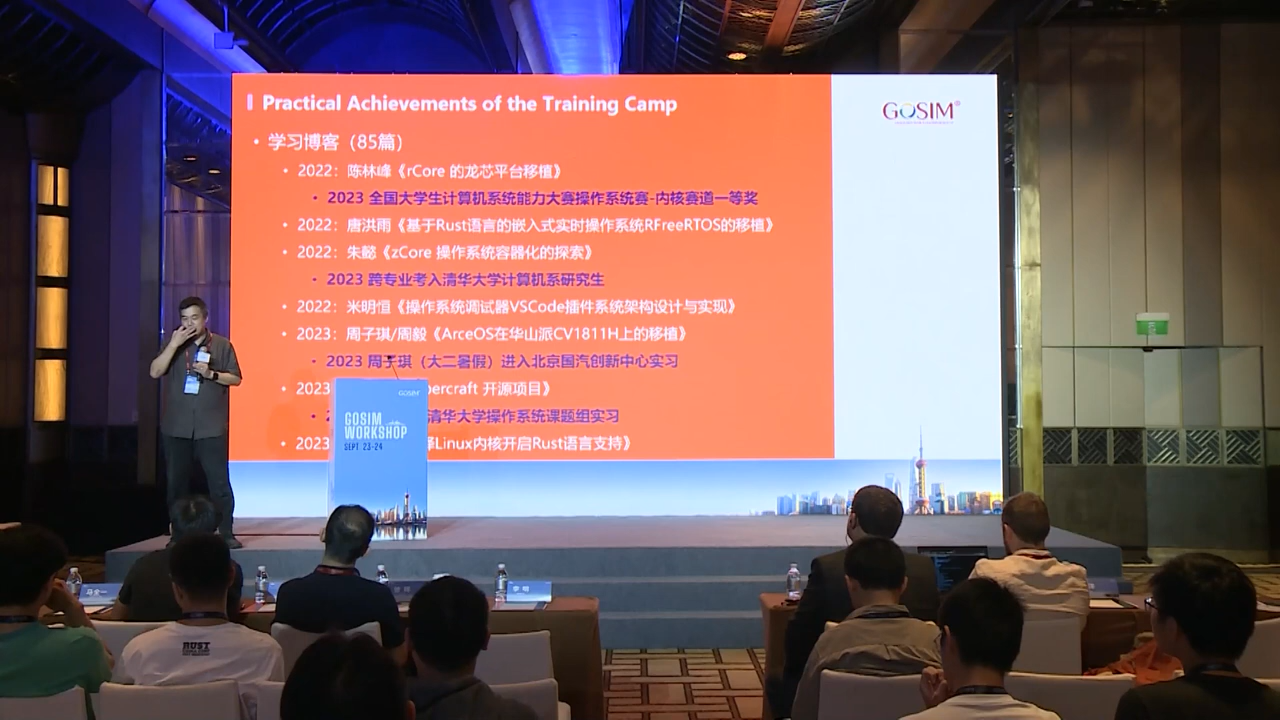 Practical Achievements of the Training Camp
GOSIM
• 学习博客（85篇）
• 2022：陈林峰《rCore 的龙芯平台移植》
• 2023 全国大学生计算机系统能力大赛操作系统赛-内核赛道一等奖
• 2022：唐洪雨《基于Rust语言的嵌入式实时操作系统RFreeRTOS的移植》
• 2022：朱懿《zCore 操作系统容器化的探索》
• 2023 跨专业考入清华大学计算机系研究生
• 2022：米明恒《操作系统调试器VSCode插件系统架构设计与实现》
• 2023：周子琪/周毅《ArceOS在华山派CV1811H上的移植》
• 2023 周子琪（大二暑假）进入北京国汽创新中心实习
• 2023 percraft 开源项目》
• 2 清华大学操作系统课题组实习
• 2023 Linux内核开启Rust语言支持》
GOSIM
GOSIM
WORKSHOP
SEPT 23-24
RUST